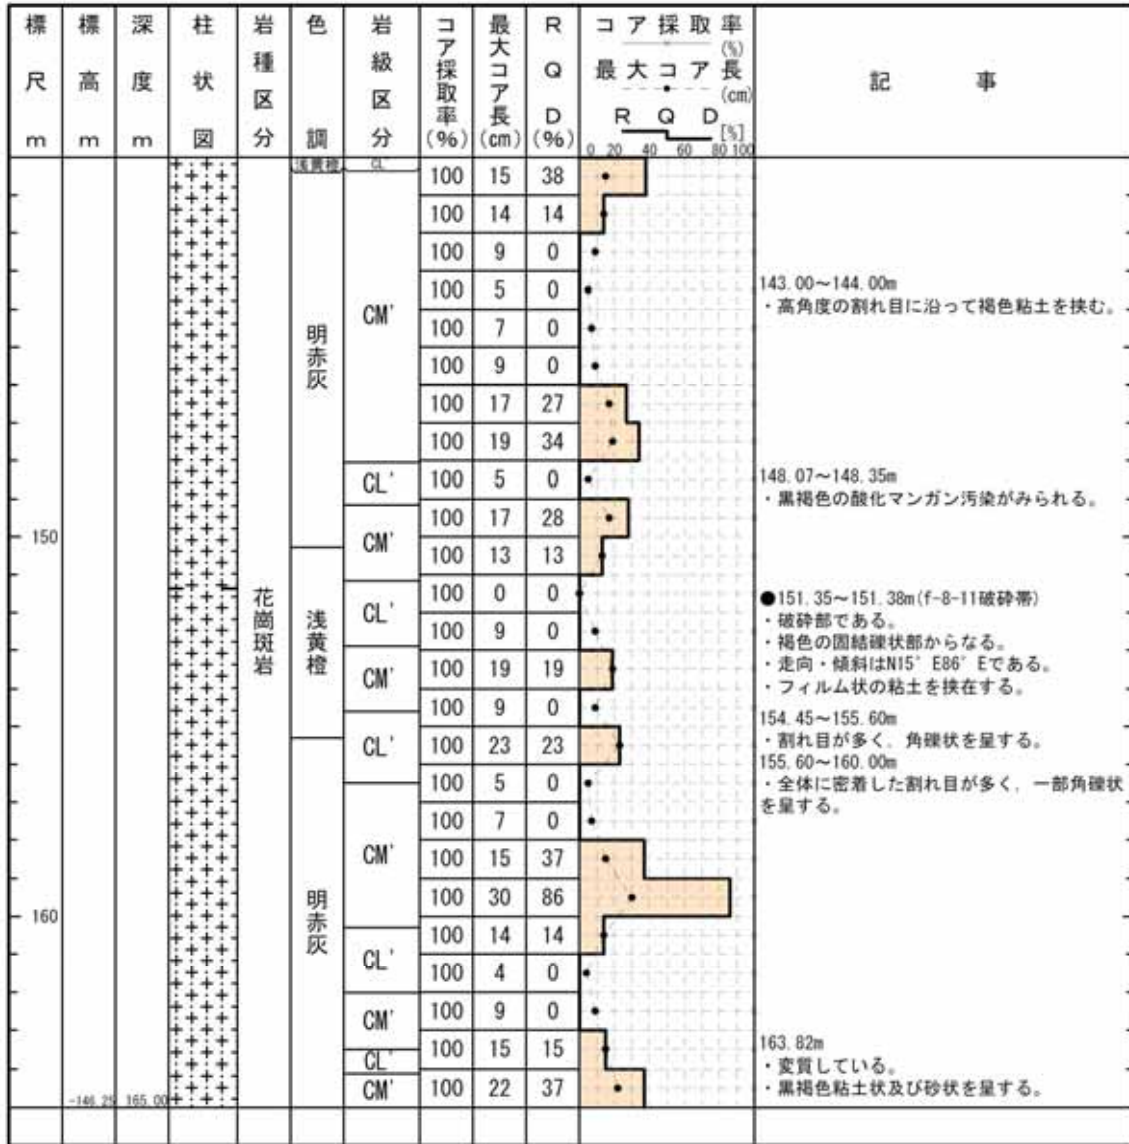 標尺 m
標高 m
深度 m
柱状図
岩種区分
色調
岩級区分
コア採取率 (%)
最大コア長 (cm)
RQD (%)
コア採取率 (%)
最大コア長 (cm)
RQD [%]
0 20 40 60 80 100
記事
浅黄橙 CL'
100 15 38
100 14 14
100 9 0
100 5 0
143.00～144.00m
・高角度の割れ目に沿って褐色粘土を挟む。
CM'
100 7 0
明赤灰
100 9 0
100 17 27
100 19 34
CL' 100 5 0
148.07～148.35m
・黒褐色の酸化マンガン汚染がみられる。
100 17 28
150
CM'
100 13 13
花崗斑岩
浅黄橙
CL'
100 0 0
●151.35～151.38m(f-8-11破砕帯)
・破砕部である。
・褐色の固結礫状部からなる。
・走向・傾斜はN15°E86°Eである。
・フィルム状の粘土を挟在する。
100 9 0
CM'
100 19 19
100 9 0
154.45～155.60m
・割れ目が多く，角礫状を呈する。
CL'
100 23 23
155.60～160.00m
・全体に密着した割れ目が多く，一部角礫状
を呈する。
100 5 0
100 7 0
CM'
100 15 37
100 30 86
160
明赤灰
100 14 14
CL'
100 4 0
100 9 0
CM'
100 15 15
CL'
163.82m
・変質している。
・黒褐色粘土状及び砂状を呈する。
CM' 100 22 37
-146.25 165.00